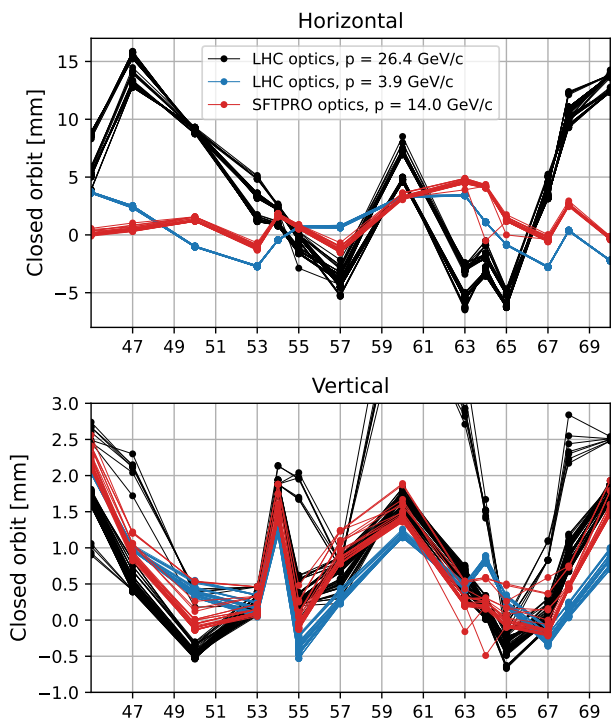 Horizontal
Closed orbit [mm]
15
10
5
0
−5
LHC optics, p = 26.4 GeV/c
LHC optics, p = 3.9 GeV/c
SFTPRO optics, p = 14.0 GeV/c
47 49 51 53 55 57 59 61 63 65 67 69
Vertical
Closed orbit [mm]
3.0
2.5
2.0
1.5
1.0
0.5
0.0
−0.5
−1.0
47 49 51 53 55 57 59 61 63 65 67 69